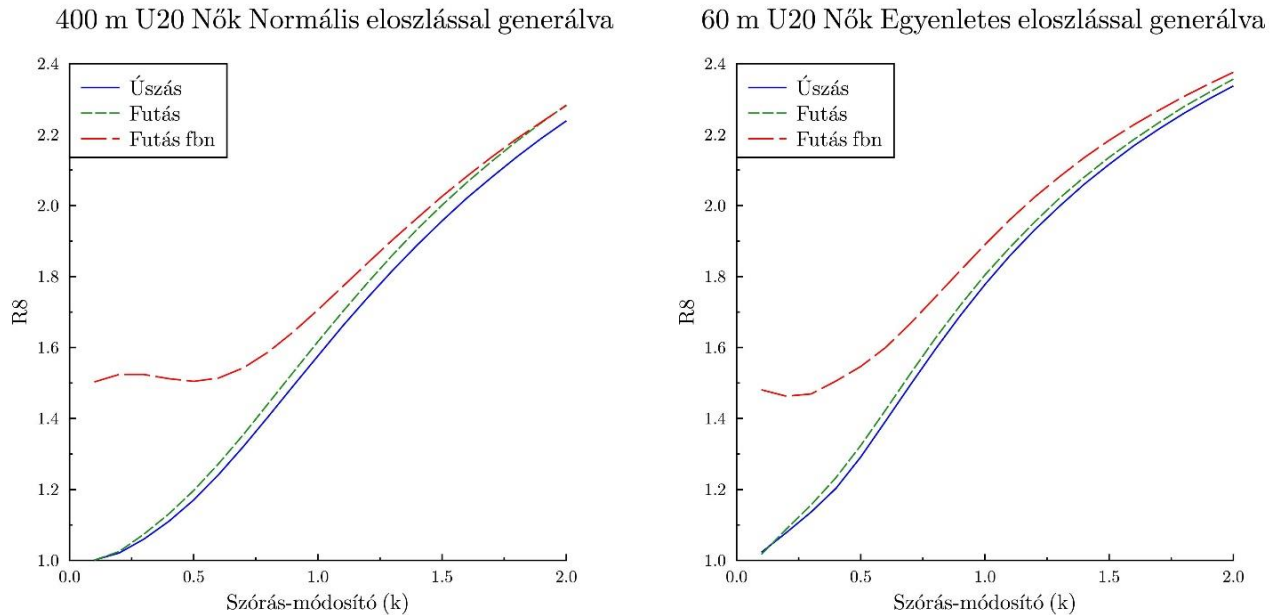 400 m U20 Nők Normális eloszlással generálva
2.4
2.2
2.0
1.8
1.6
1.4
1.2
1.0
R8
Úszás
Futás
Futás fbn
0.0 0.5 1.0 1.5 2.0
Szórás-módosító (k)
60 m U20 Nők Egyenletes eloszlással generálva
2.4
2.2
2.0
1.8
1.6
1.4
1.2
1.0
R8
Úszás
Futás
Futás fbn
0.0 0.5 1.0 1.5 2.0
Szórás-módosító (k)